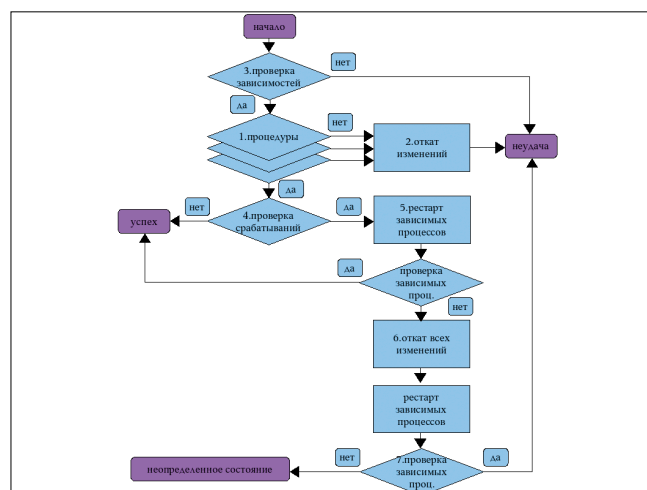 начало
нет
3.проверка
зависимостей
да
нет
1.процедуры
2.откат
изменений
неудача
да
нет
4.проверка
срабатываний
да
5.рестарт
зависимых
процессов
успех
да
проверка
зависимых
проц.
нет
6.откат всех
изменений
рестарт
зависимых
процессов
нет
7.проверка
зависимых
проц.
да
неопределенное состояние